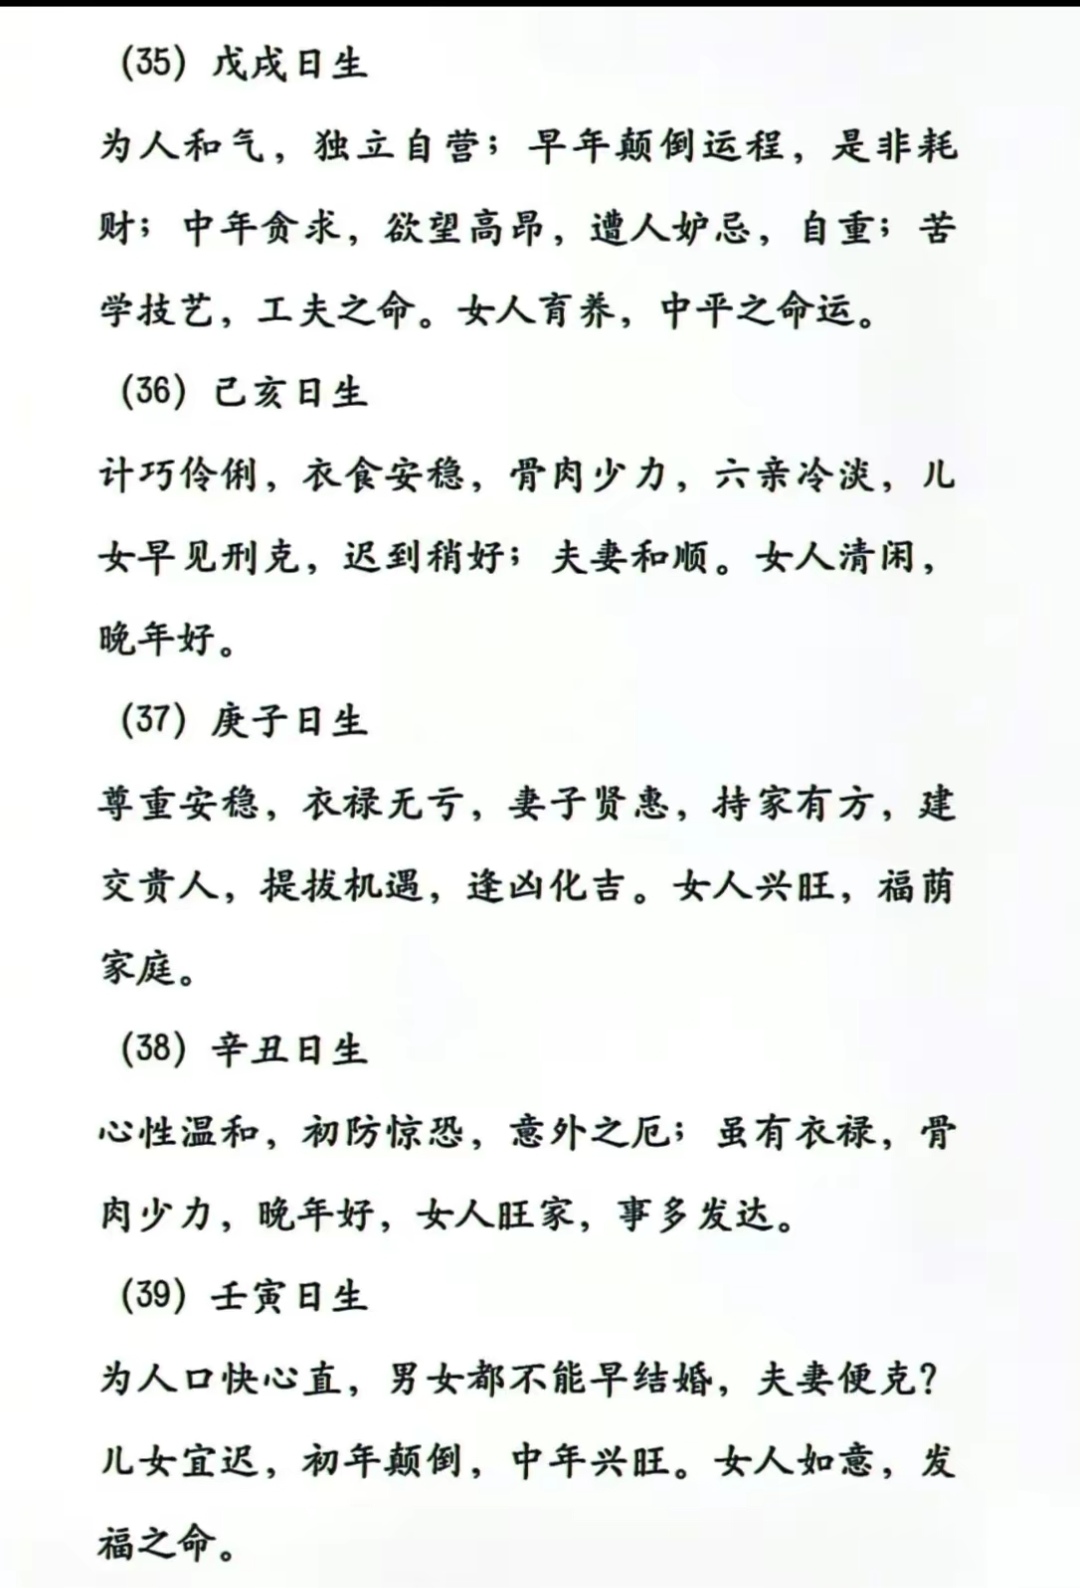 (35) 戊戌日生
为人和气，独立自营；早年颠倒运程，是非耗
财；中年贪求，欲望高昂，遭人妒忌，自重；苦
学技艺，工夫之命。女人育养，中平之命运。
(36) 己亥日生
计巧伶俐，衣食安稳，骨肉少力，六亲冷淡，儿
女早见刑克，迟到稍好；夫妻和顺。女人清闲，
晚年好。
(37) 庚子日生
尊重安稳，衣禄无亏，妻子贤惠，持家有方，建
交贵人，提拔机遇，逢凶化吉。女人兴旺，福荫
家庭。
(38) 辛丑日生
心性温和，初防惊恐，意外之厄；虽有衣禄，骨
肉少力，晚年好，女人旺家，事多发达。
(39) 壬寅日生
为人口快心直，男女都不能早结婚，夫妻便克？
儿女宜迟，初年颠倒，中年兴旺。女人如意，发
福之命。